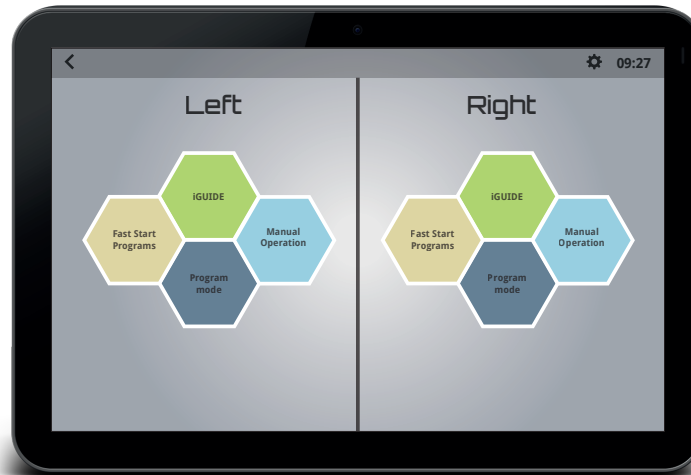 09:27
Left
Right
iGUIDE
Fast Start
Programs
Manual
Operation
Program
mode
iGUIDE
Fast Start
Programs
Manual
Operation
Program
mode